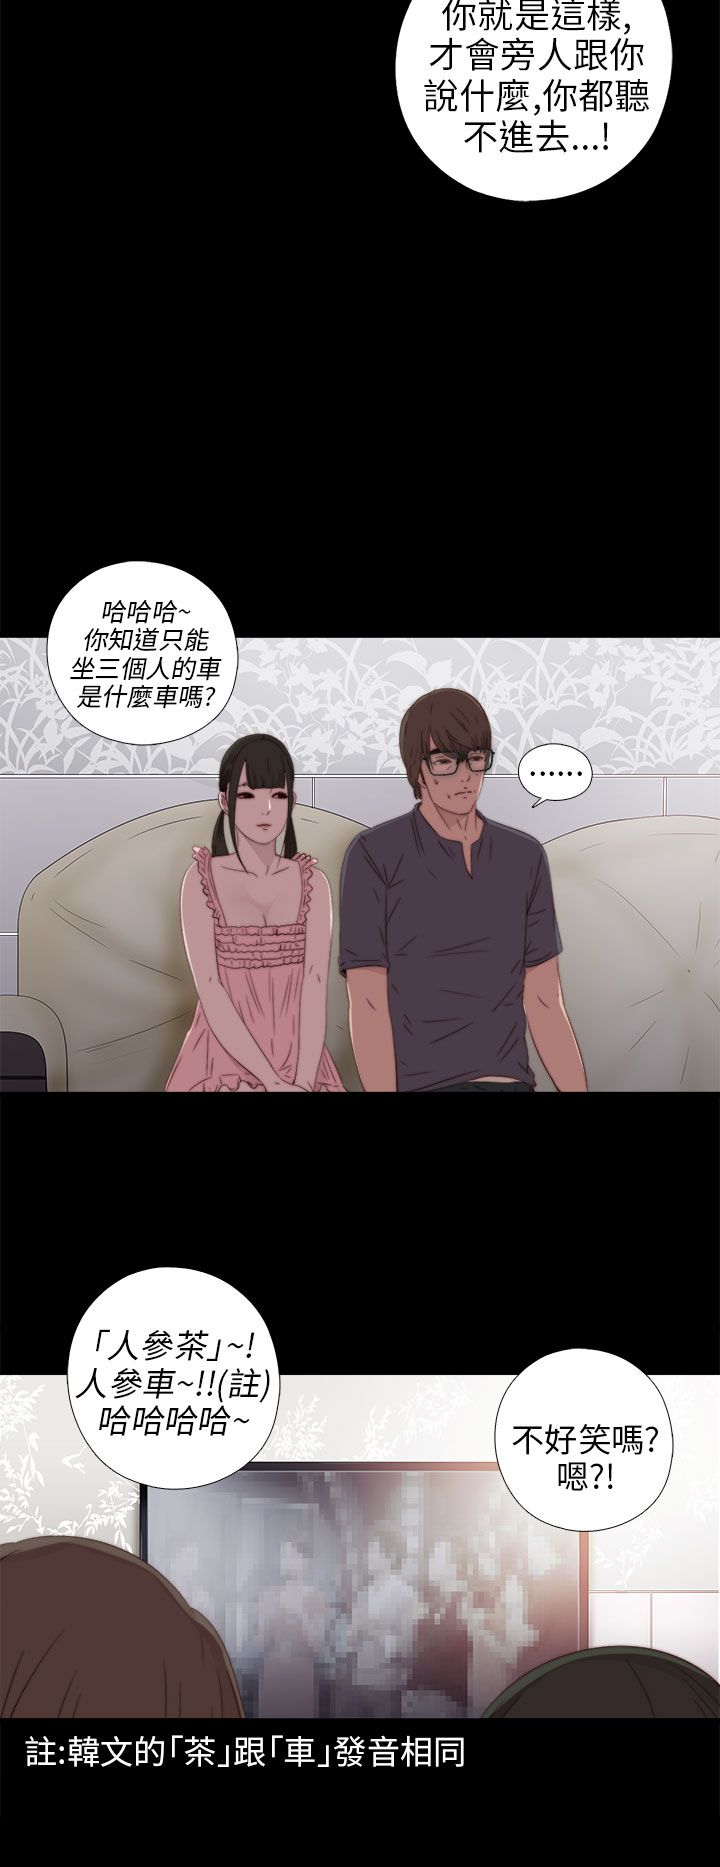 你就是這樣,
才會旁人跟你
說什麼,你都聽
不進去...!
哈哈哈~
你知道只能
坐三個人的車
是什麼車嗎?
......
「人參茶」~!
人參車~!!(註)
哈哈哈哈~
不好笑嗎?
嗯?!
註:韓文的「茶」跟「車」發音相同